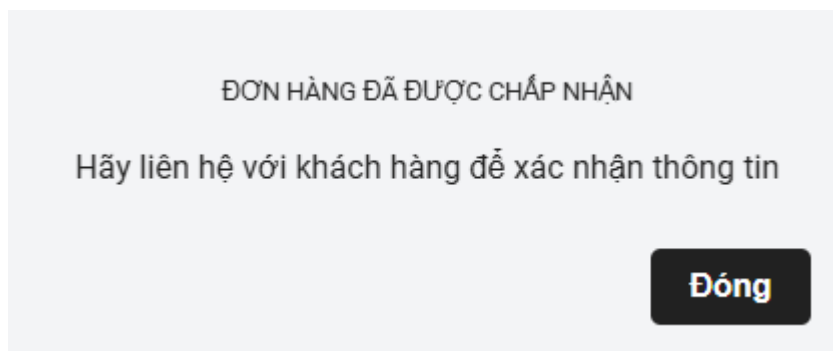 ĐƠN HÀNG ĐÃ ĐƯỢC CHẤP NHẬN
Hãy liên hệ với khách hàng để xác nhận thông tin
Đóng